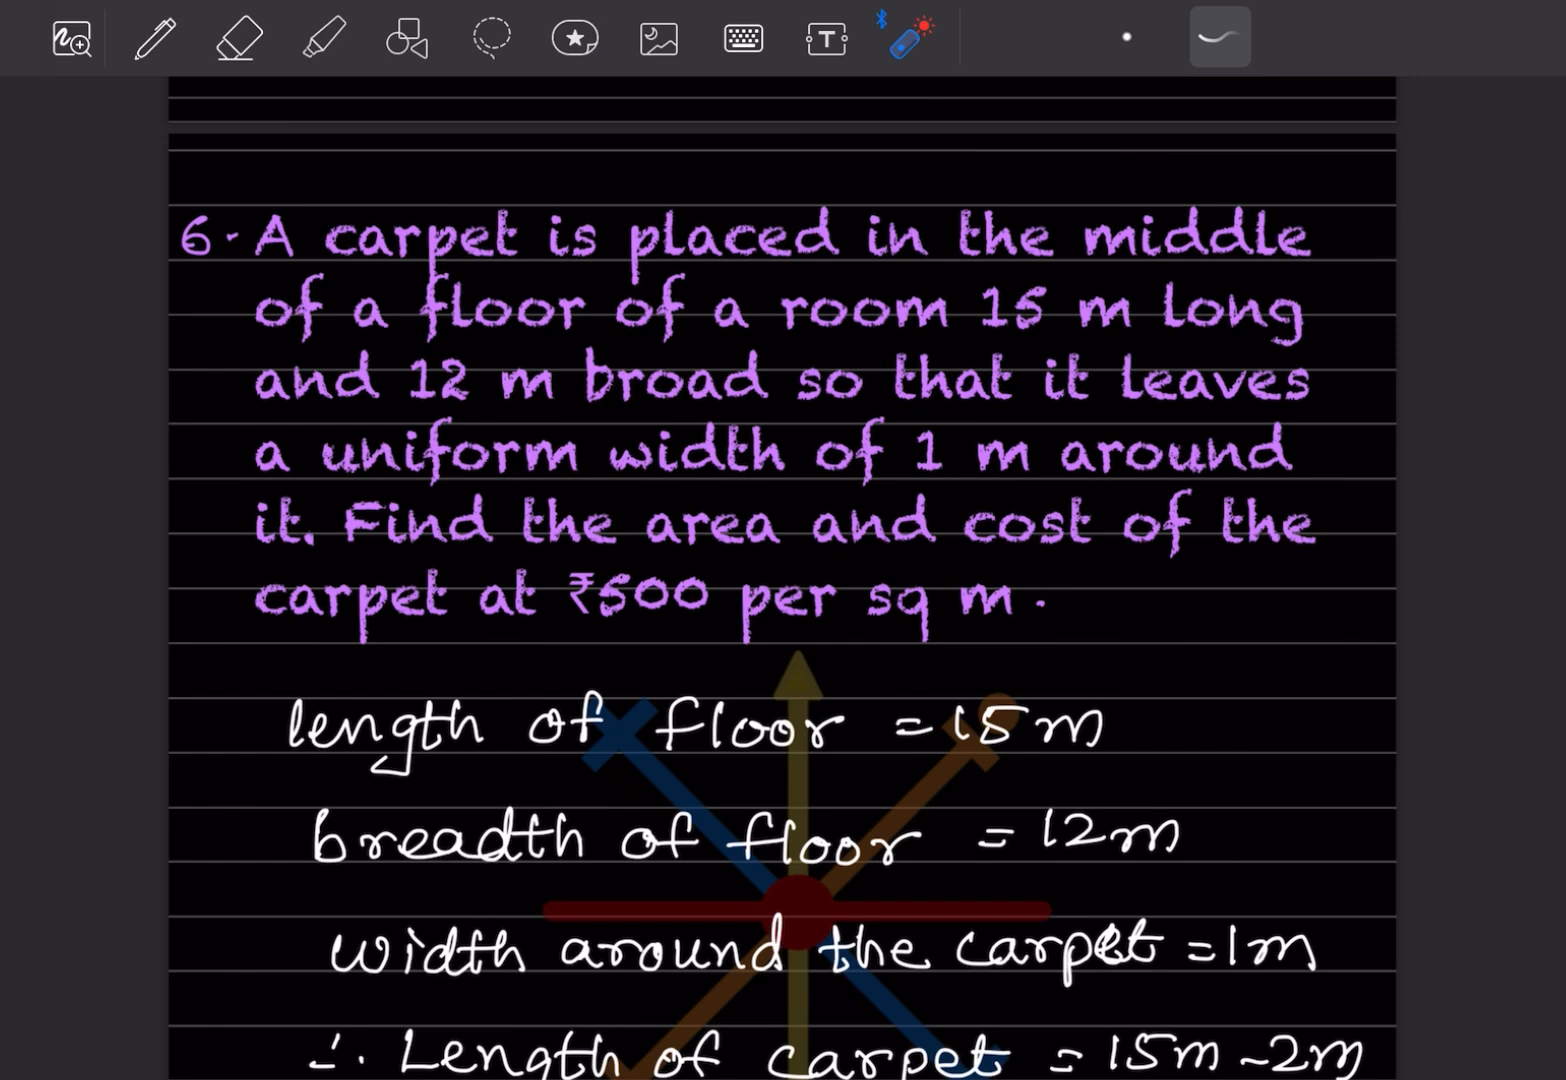 6. A carpet is placed in the middle
of a floor of a room 15 m long
and 12 m broad so that it leaves
a uniform width of 1 m around
it. Find the area and cost of the
carpet at ₹500 per sq m.
length of floor = 15m
breadth of floor = 12m
width around the carpet = 1m
∴ Length of carpet = 15m - 2m